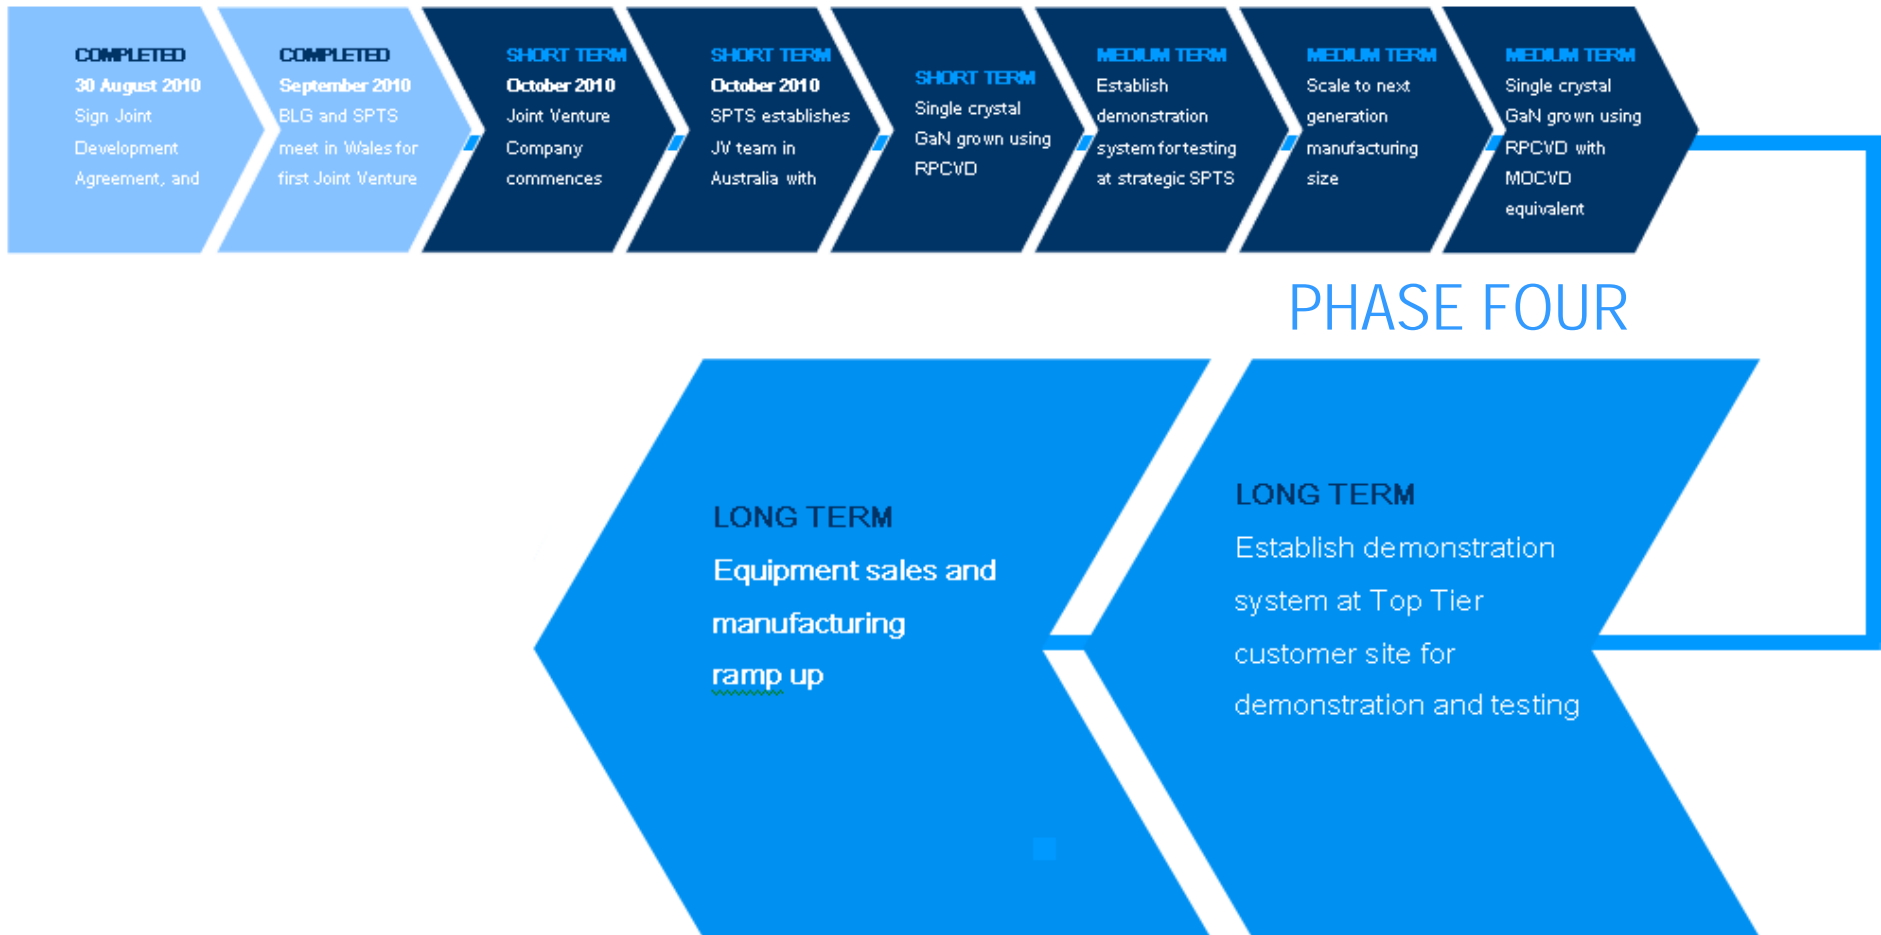 COMPLETED
30 August 2010
Sign Joint
Development
Agreement, and
COMPLETED
September 2010
BLG and SPTS
meet in Wales for
first Joint Venture
SHORT TERM
October 2010
Joint Venture
Company
commences
SHORT TERM
October 2010
SPTS establishes
JV team in
Australia with
SHORT TERM
Single crystal
GaN grown using
RPCVD
MEDIUM TERM
Establish
demonstration
system for testing
at strategic SPTS
MEDIUM TERM
Scale to next
generation
manufacturing
size
MEDIUM TERM
Single crystal
GaN grown using
RPCVD with
MOCVD
equivalent
PHASE FOUR
LONG TERM
Establish demonstration
system at Top Tier
customer site for
demonstration and testing
LONG TERM
Equipment sales and
manufacturing
ramp up